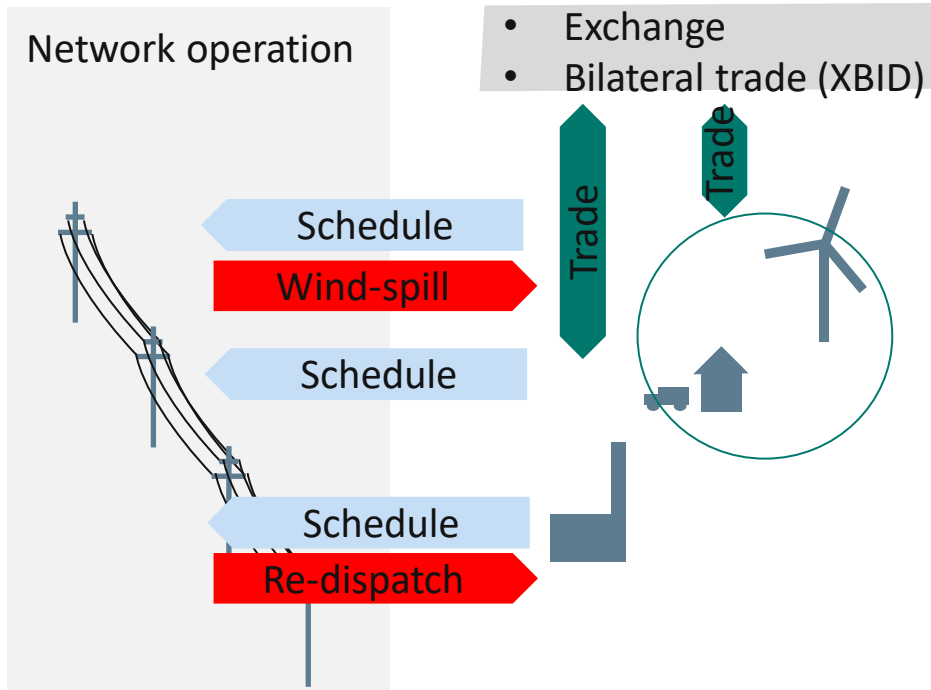 Network operation
• Exchange
• Bilateral trade (XBID)
Trade
Trade
Schedule
Wind-spill
Schedule
Schedule
Re-dispatch